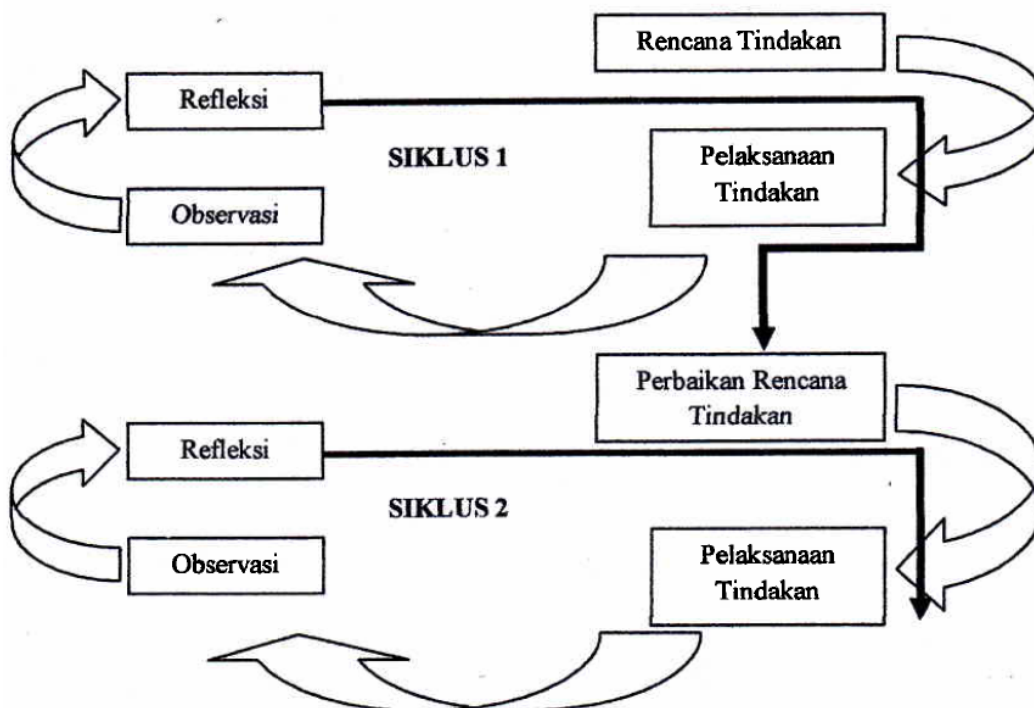 Rencana Tindakan
Refleksi
SIKLUS 1
Pelaksanaan
Tindakan
Observasi
Perbaikan Rencana
Tindakan
Refleksi
SIKLUS 2
Observasi
Pelaksanaan
Tindakan